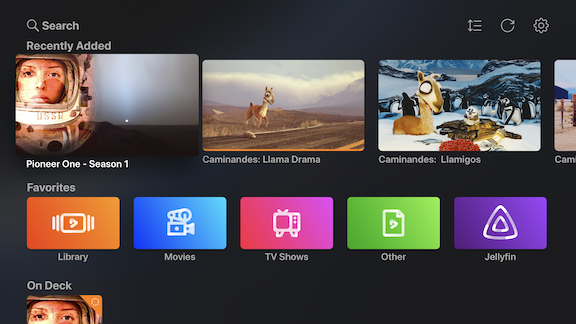 Search
Recently Added
USSR
Pioneer One - Season 1
Caminandes: Llama Drama
Caminandes: Llamigos
Cami
Favorites
Library
Movies
TV Shows
Other
Jellyfin
On Deck